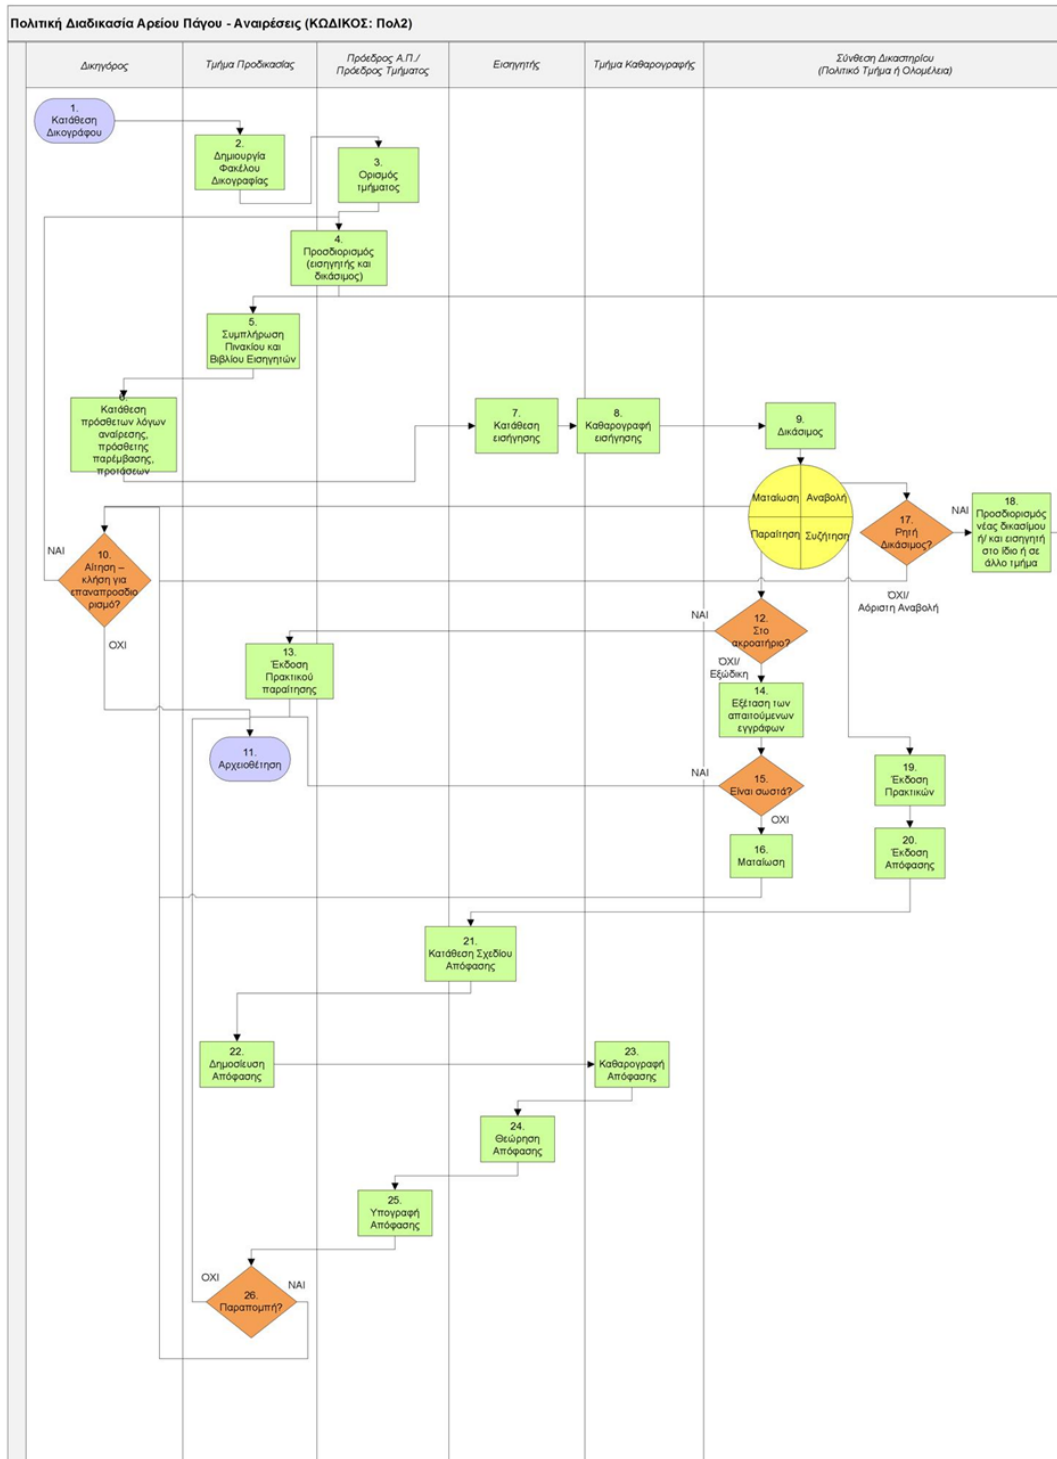 Πολιτική Διαδικασία Αρείου Πάγου - Αναιρέσεις (ΚΩΔΙΚΟΣ: Πολ2)
Δικηγόρος
Τμήμα Προδικασίας
Πρόεδρος Α.Π./
Πρόεδρος Τμήματος
Εισηγητής
Τμήμα Καθαρογραφής
Σύνθεση Δικαστηρίου
(Πολιτικό Τμήμα ή Ολομέλεια)
1.
Κατάθεση
Δικογράφου
2.
Δημιουργία
Φακέλου
Δικογραφίας
3.
Ορισμός
τμήματος
4.
Προσδιορισμός
(εισηγητής και
δικάσιμος)
5.
Συμπλήρωση
Πινακίου και
Βιβλίου Εισηγητών
6.
Κατάθεση
πρόσθετων λόγων
αναίρεσης,
πρόσθετης
παρέμβασης,
προτάσεων
7.
Κατάθεση
εισήγησης
8.
Καθαρογραφή
εισήγησης
9.
Δικάσιμος
Ματαίωση
Αναβολή
Παραίτηση
Συζήτηση
17.
Ρητή
Δικάσιμος?
ΝΑΙ
18.
Προσδιορισμός
νέας δικασίμου
ή/ και εισηγητή
στο ίδιο ή σε
άλλο τμήμα
ΌΧΙ/
Αόριστη Αναβολή
ΝΑΙ
10.
Αίτηση –
κλήση για
επαναπροσδιο
ρισμό?
ΟΧΙ
ΝΑΙ
12.
Στο
ακροατήριο?
ΌΧΙ/
Εξώδικη
13.
Έκδοση
Πρακτικού
παραίτησης
14.
Εξέταση των
απαιτούμενων
εγγράφων
11.
Αρχειοθέτηση
ΝΑΙ
15.
Είναι σωστά?
ΟΧΙ
19.
Έκδοση
Πρακτικών
16.
Ματαίωση
20.
Έκδοση
Απόφασης
21.
Κατάθεση Σχεδίου
Απόφασης
22.
Δημοσίευση
Απόφασης
23.
Καθαρογραφή
Απόφασης
24.
Θεώρηση
Απόφασης
25.
Υπογραφή
Απόφασης
ΟΧΙ
26.
Παραπομπή?
ΝΑΙ